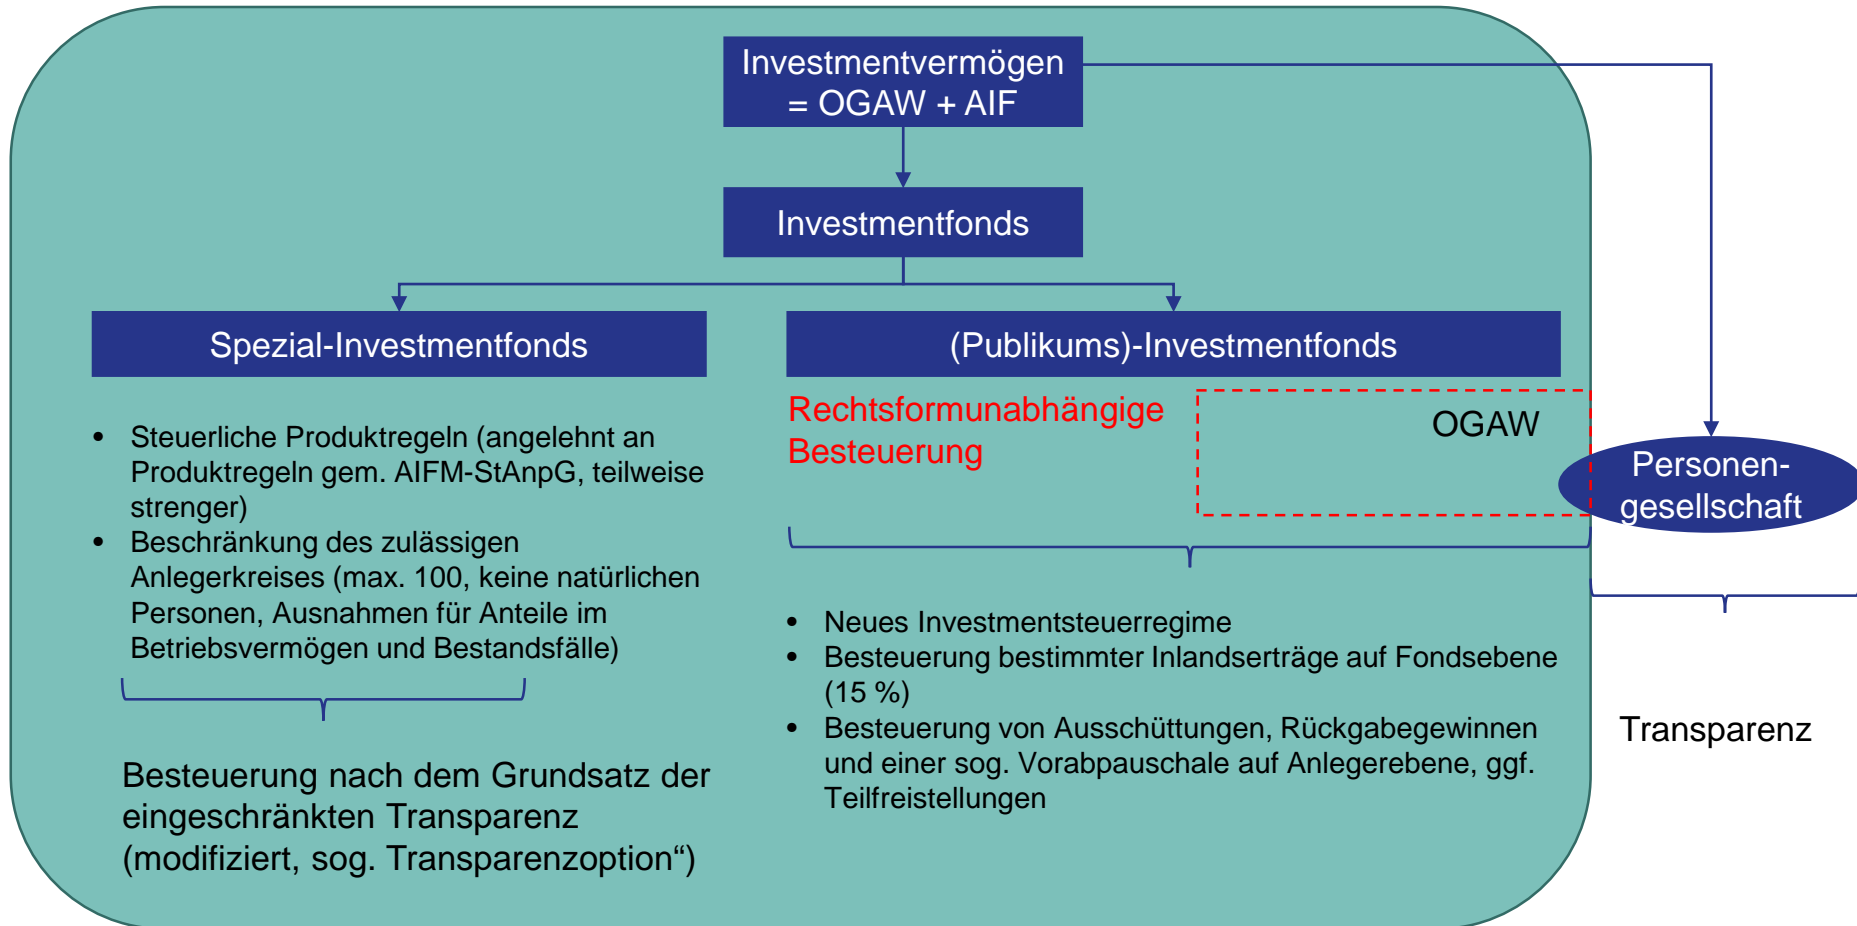 Investmentvermögen
= OGAW + AIF
Investmentfonds
Spezial-Investmentfonds
• Steuerliche Produktregeln (angelehnt an
Produktregeln gem. AIFM-StAnpG, teilweise
strenger)
• Beschränkung des zulässigen
Anlegerkreises (max. 100, keine natürlichen
Personen, Ausnahmen für Anteile im
Betriebsvermögen und Bestandsfälle)
Besteuerung nach dem Grundsatz der
eingeschränkten Transparenz
(modifiziert, sog. Transparenzoption“)
(Publikums)-Investmentfonds
Rechtsformunabhängige
Besteuerung
OGAW
• Neues Investmentsteuerregime
• Besteuerung bestimmter Inlandserträge auf Fondsebene
(15 %)
• Besteuerung von Ausschüttungen, Rückgabegewinnen
und einer sog. Vorabpauschale auf Anlegerebene, ggf.
Teilfreistellungen
Personen-
gesellschaft
Transparenz